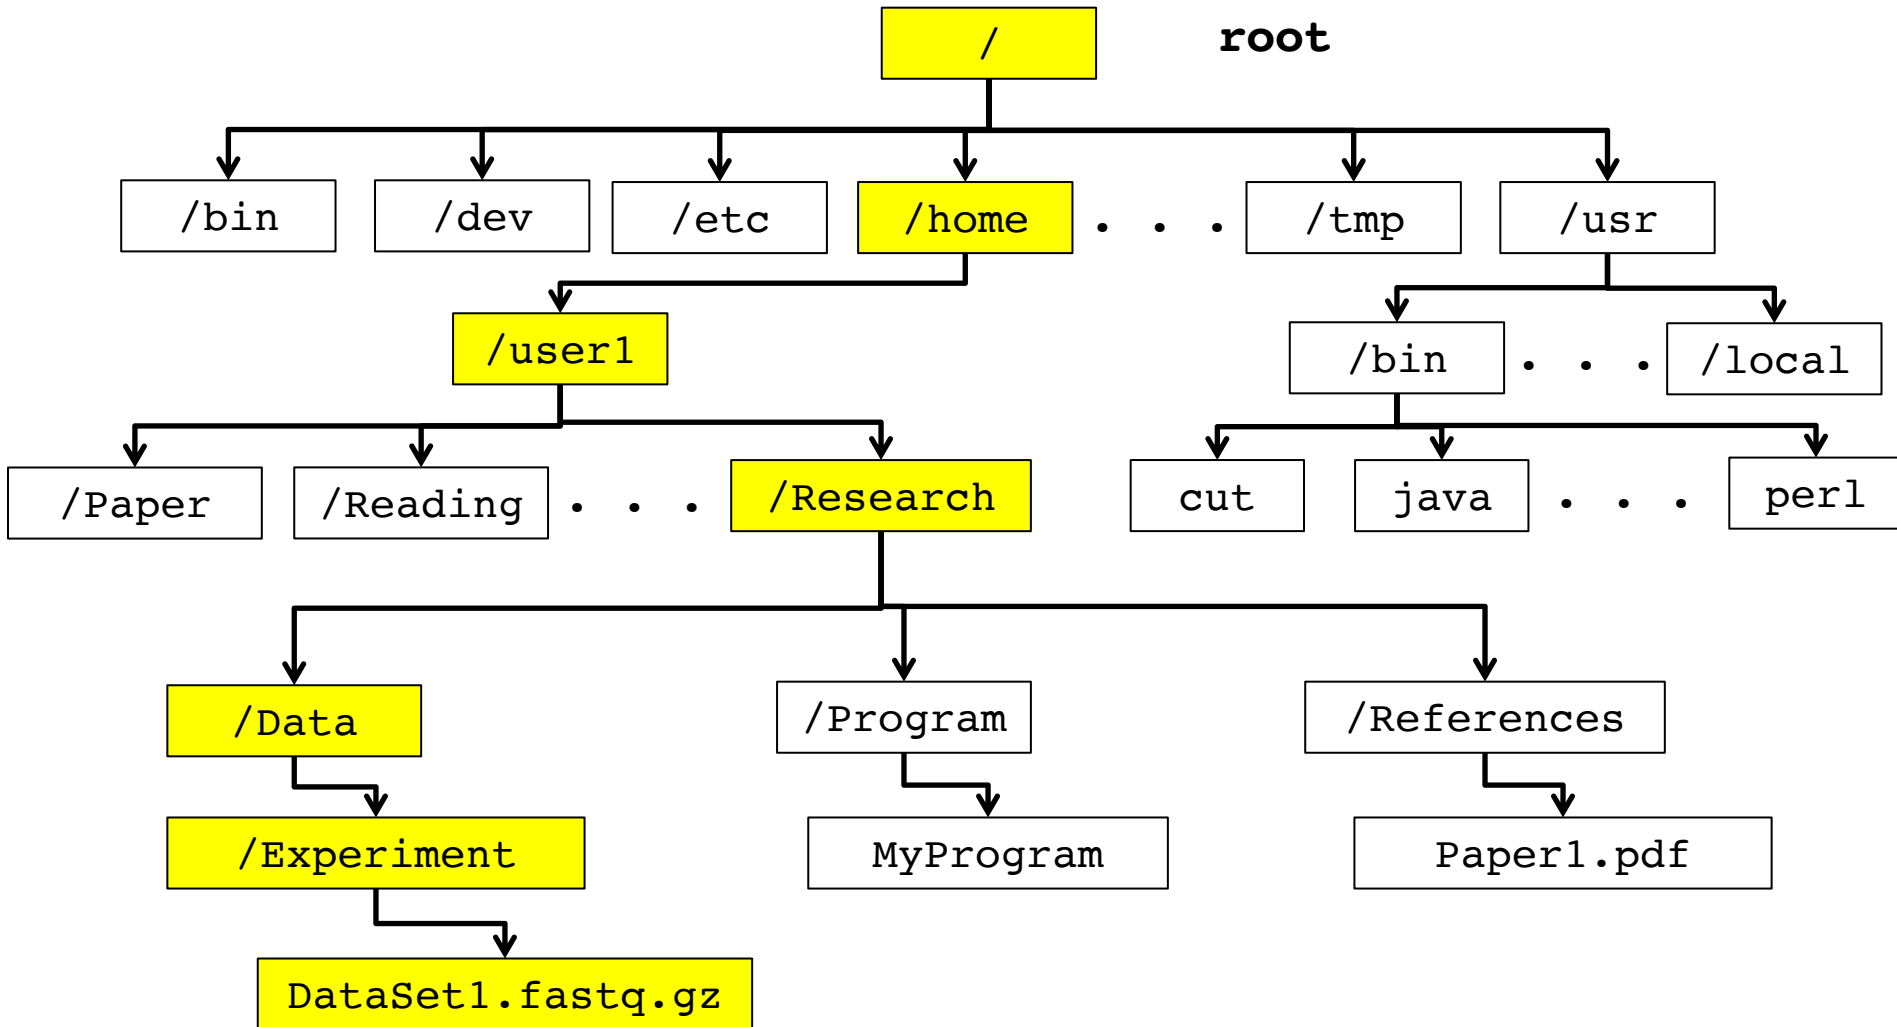 / root
/bin /dev /etc /home . . . /tmp /usr
/user1 /bin . . . /local
/Paper /Reading . . . /Research cut java . . . perl
/Data /Program /References
/Experiment MyProgram Paper1.pdf
DataSet1.fastq.gz